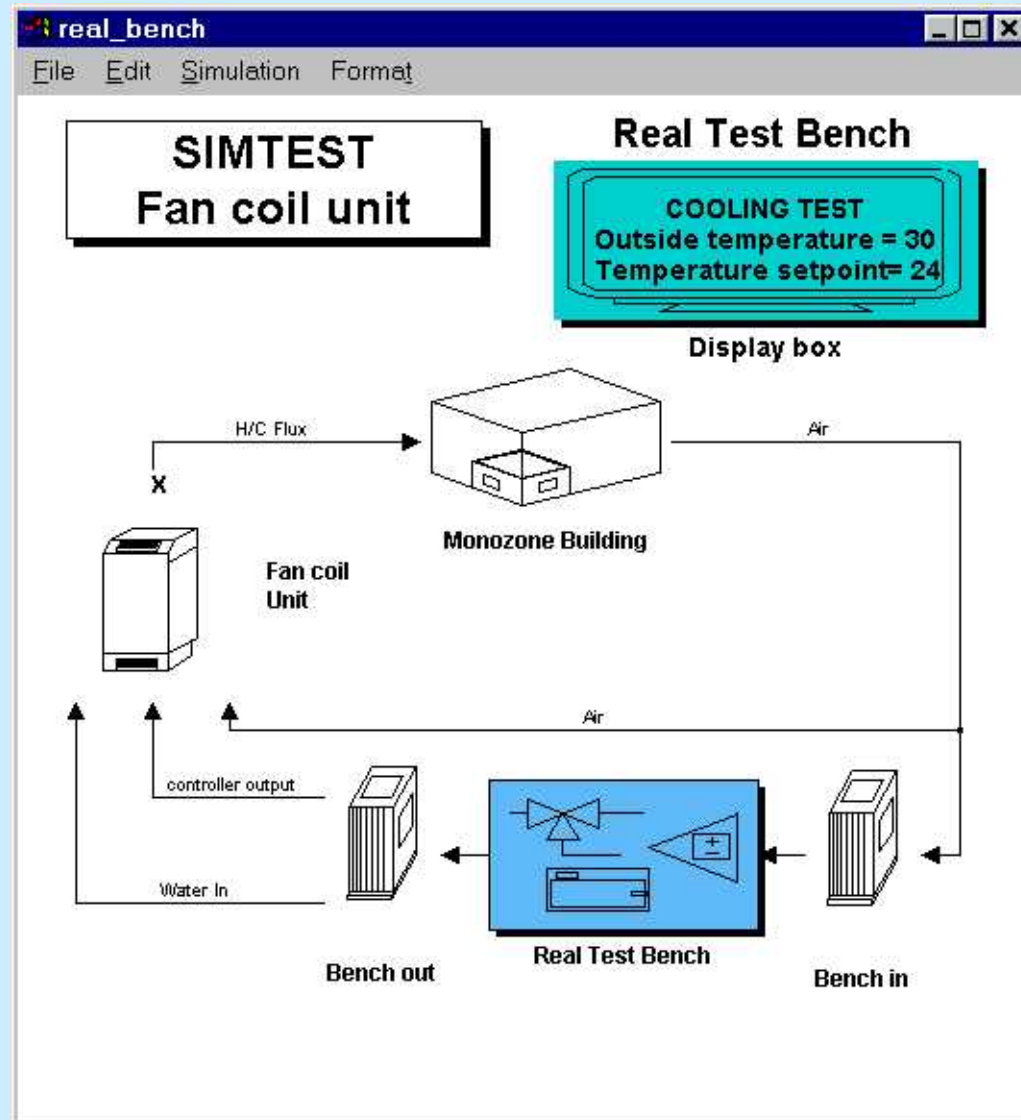 real_bench
File Edit Simulation Format
SIMTEST
Fan coil unit
Real Test Bench
COOLING TEST
Outside temperature = 30
Temperature setpoint= 24
Display box
H/C Flux
Air
X
Monozone Building
Fan coil
Unit
Air
controller output
Water In
Real Test Bench
Bench out
Bench in